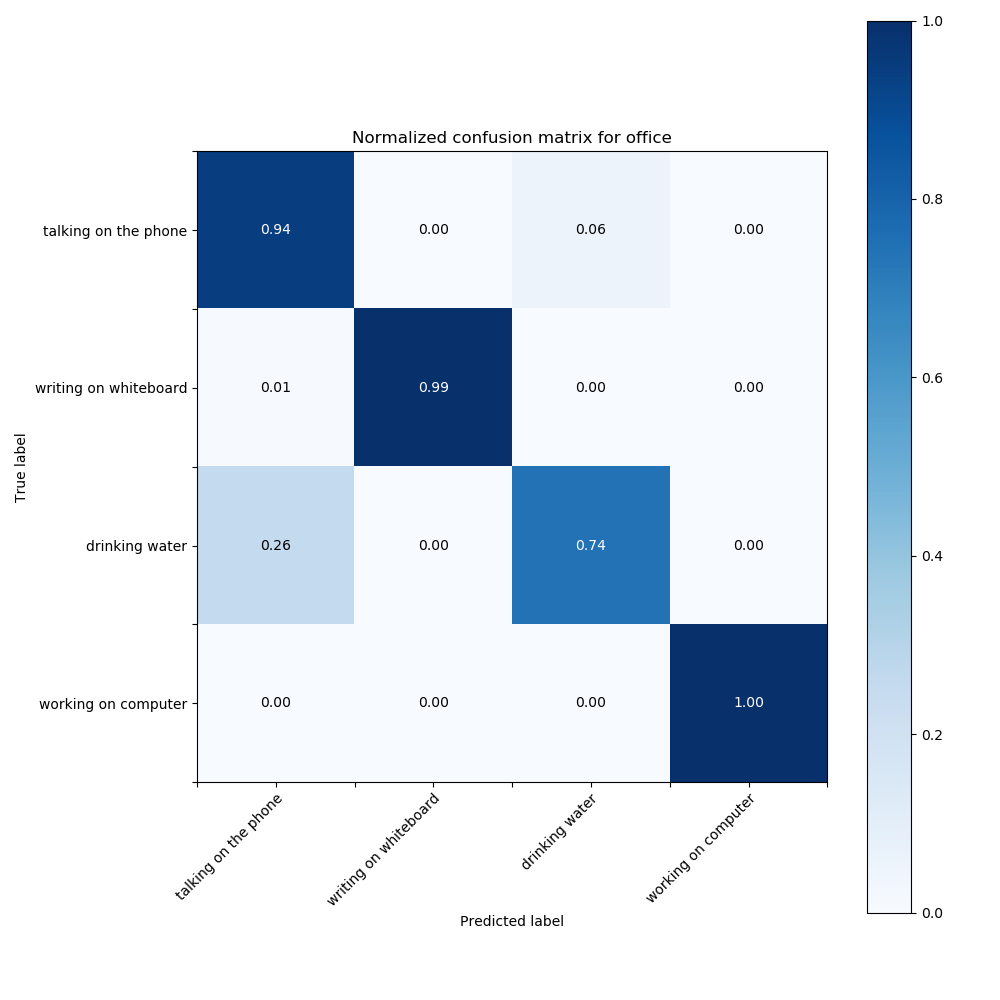 Normalized confusion matrix for office
1.0
0.8
0.6
0.4
0.2
0.0
True label
talking on the phone
0.94 0.00 0.06 0.00
writing on whiteboard
0.01 0.99 0.00 0.00
drinking water
0.26 0.00 0.74 0.00
working on computer
0.00 0.00 0.00 1.00
talking on the phone
writing on whiteboard
drinking water
working on computer
Predicted label